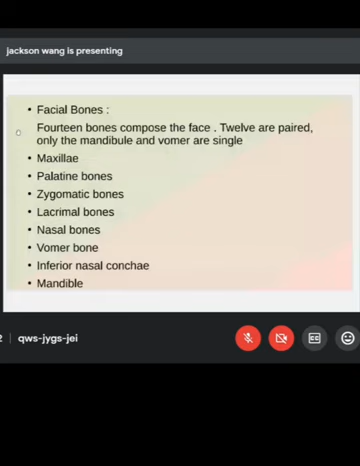 jackson wang is presenting
• Facial Bones :
Fourteen bones compose the face . Twelve are paired,
only the mandibule and vomer are single
• Maxillae
• Palatine bones
• Zygomatic bones
• Lacrimal bones
• Nasal bones
• Vomer bone
• Inferior nasal conchae
• Mandible
2 | qws-jygs-jei
CC